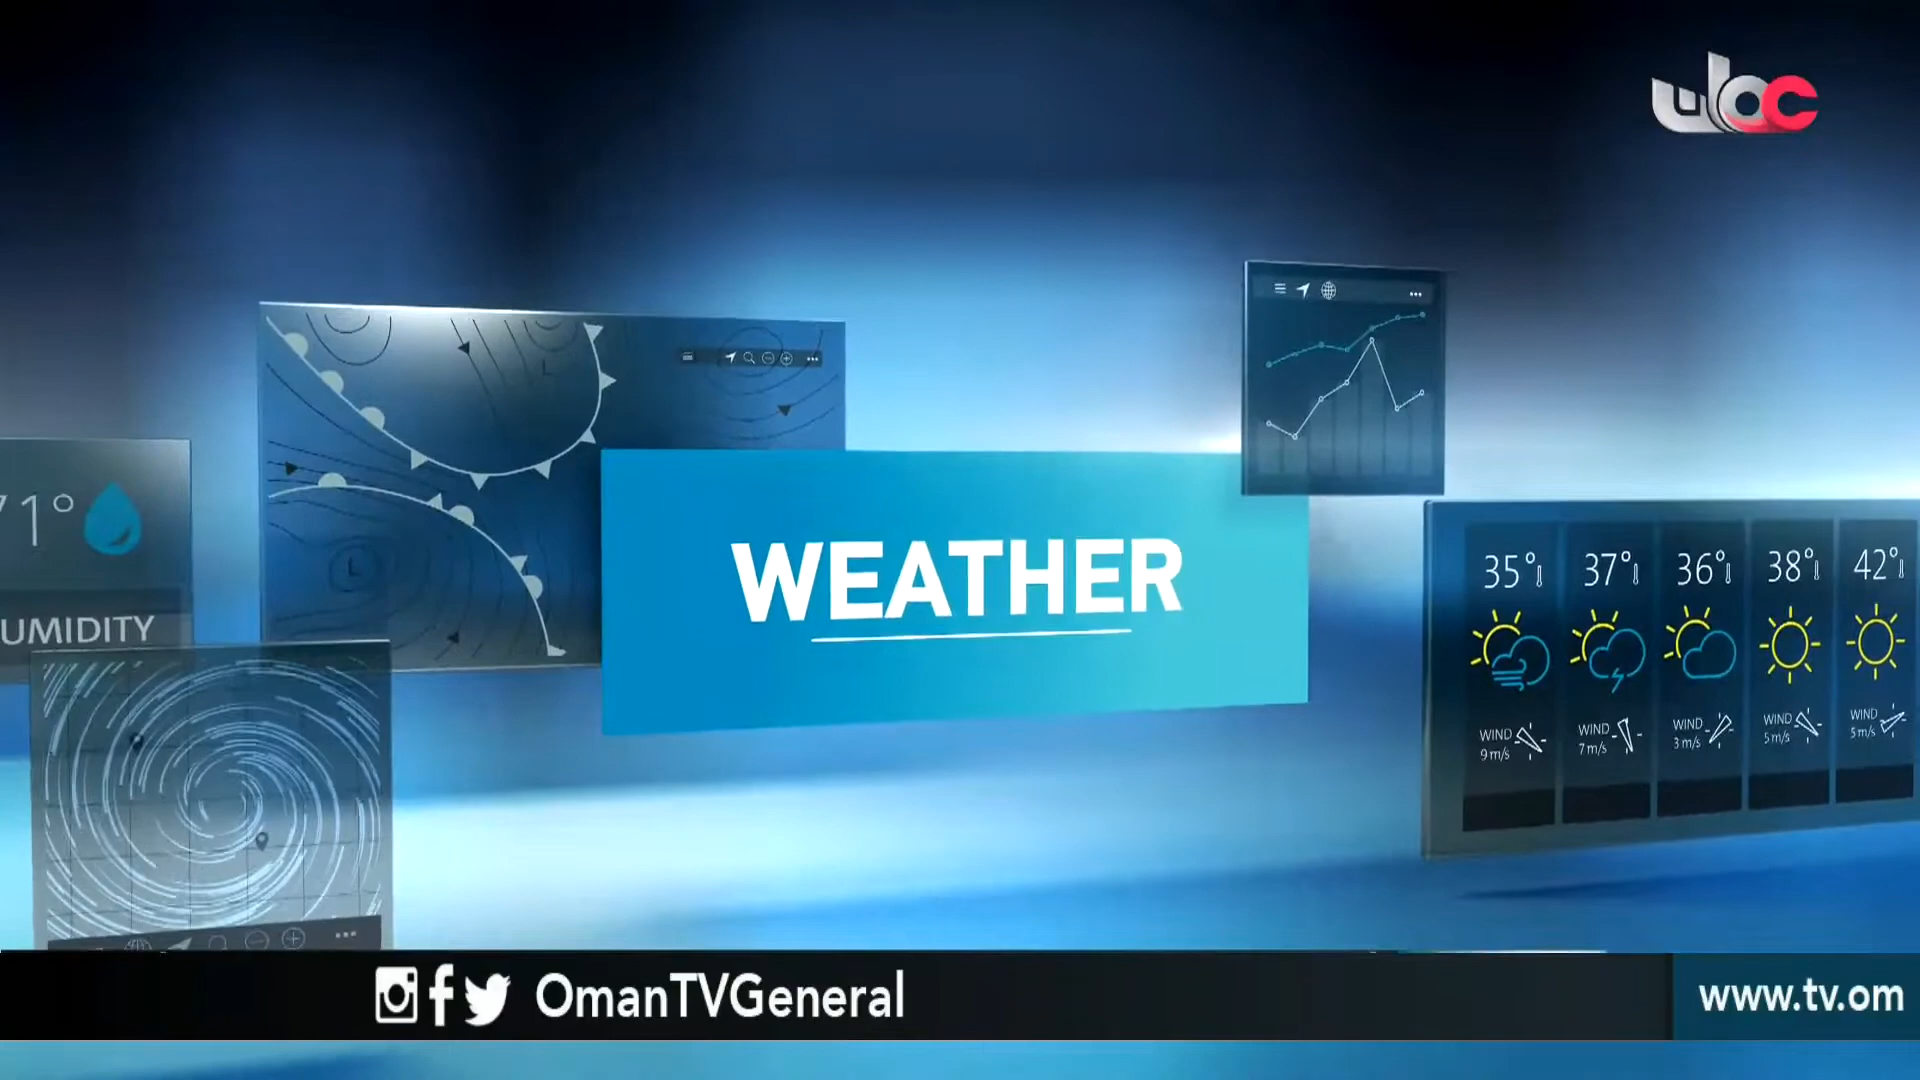 عمان
71°
UMIDITY
L
L
WEATHER
35° 37° 36° 38° 42°
WIND 9 m/s
WIND 7 m/s
WIND 3 m/s
WIND 5 m/s
WIND 5 m/s
OmanTVGeneral
www.tv.om